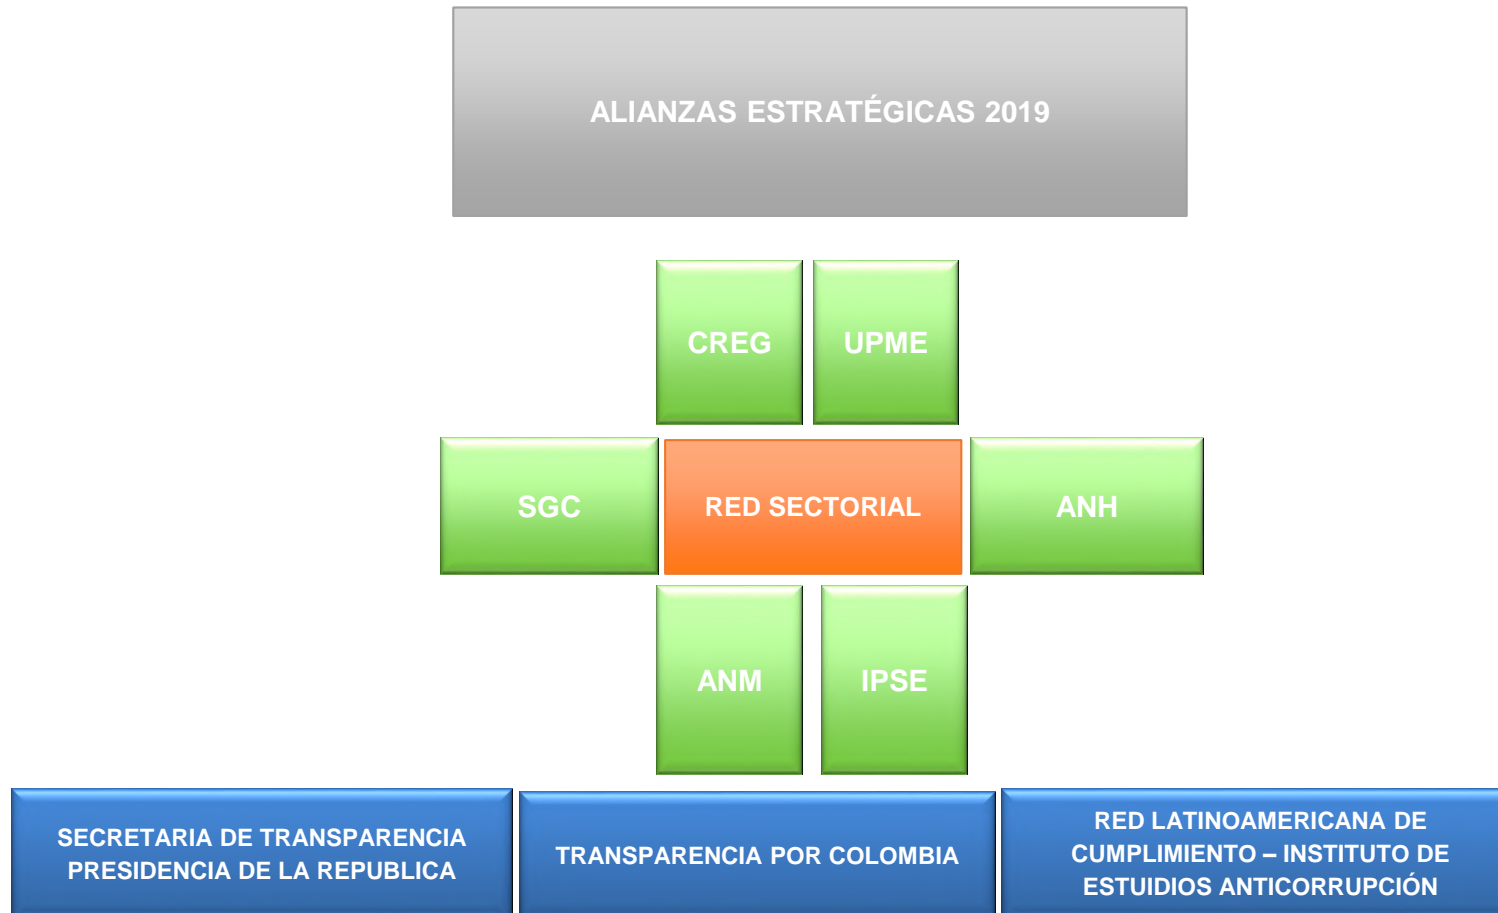 ALIANZAS ESTRATÉGICAS 2019
CREG
UPME
SGC
RED SECTORIAL
ANH
ANM
IPSE
SECRETARIA DE TRANSPARENCIA
PRESIDENCIA DE LA REPUBLICA
TRANSPARENCIA POR COLOMBIA
RED LATINOAMERICANA DE
CUMPLIMIENTO – INSTITUTO DE
ESTUIDIOS ANTICORRUPCIÓN